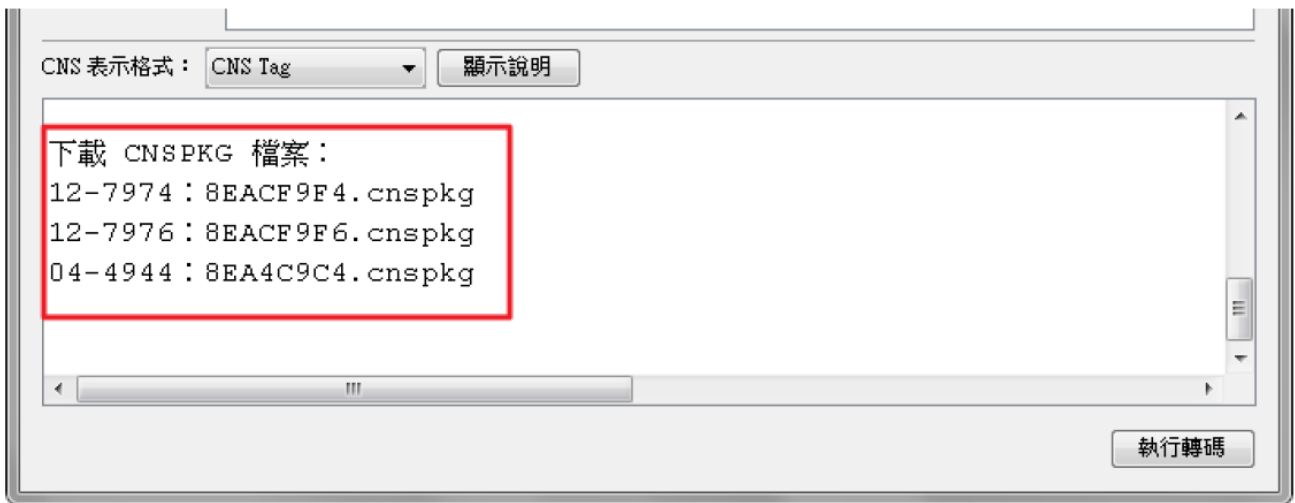 CNS 表示格式： CNS Tag 顯示說明
下載 CNSPKG 檔案：
12-7974：8EACF9F4.cnspkg
12-7976：8EACF9F6.cnspkg
04-4944：8EA4C9C4.cnspkg
執行轉碼